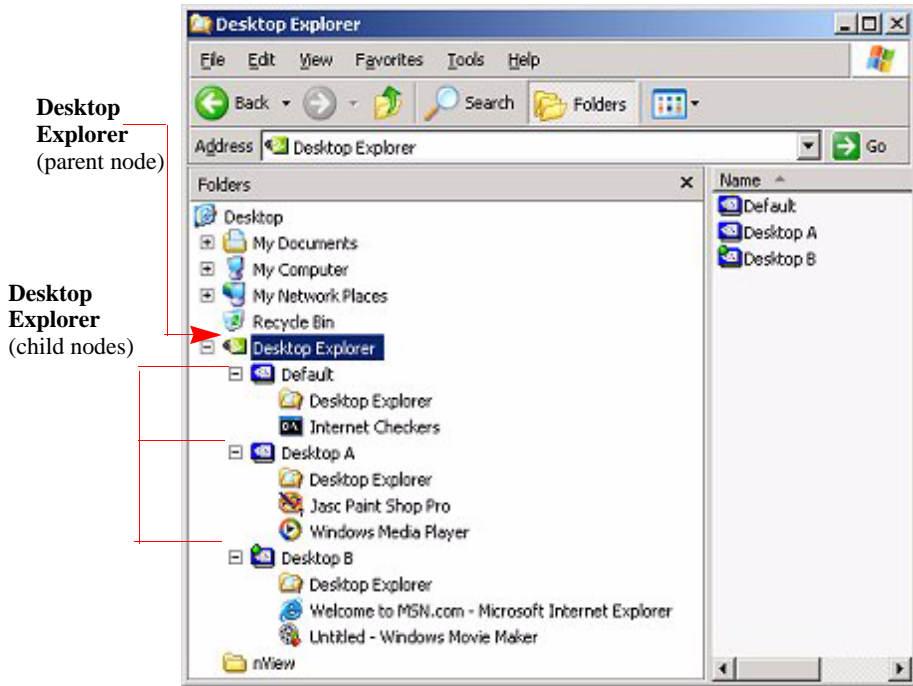 Desktop Explorer
File Edit View Favorites Tools Help
Back Search Folders
Address Desktop Explorer Go
Desktop
Explorer
(parent node)
Folders
Desktop
My Documents
My Computer
My Network Places
Recycle Bin
Desktop Explorer
Default
Desktop Explorer
Internet Checkers
Desktop A
Desktop Explorer
Jasc Paint Shop Pro
Windows Media Player
Desktop B
Desktop Explorer
Welcome to MSN.com - Microsoft Internet Explorer
Untitled - Windows Movie Maker
nView
Desktop
Explorer
(child nodes)
Name
Default
Desktop A
Desktop B